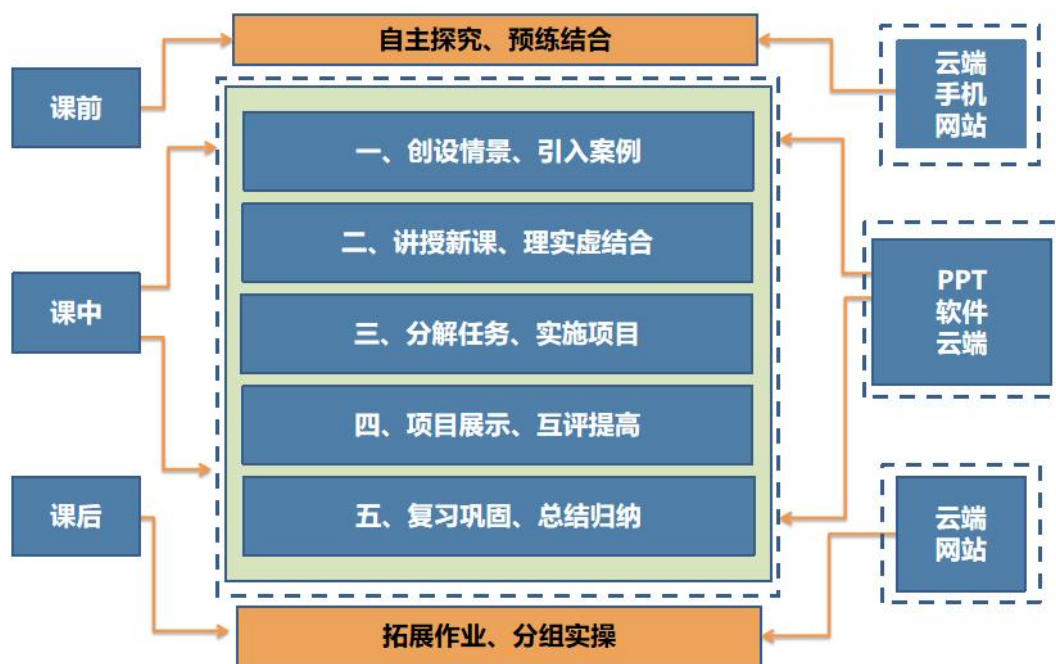 自主探究、预练结合
课前
云端
手机
网站
一、创设情景、引入案例
二、讲授新课、理实虚结合
课中
PPT
软件
云端
三、分解任务、实施项目
四、项目展示、互评提高
课后
五、复习巩固、总结归纳
云端
网站
拓展作业、分组实操